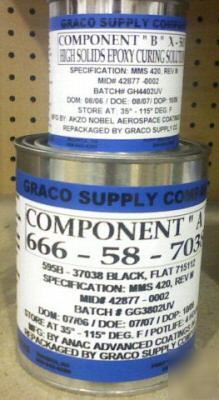 GRACO SUPPLY COMPANY
COMPONENT "B" A-5
HIGH SOLIDS EPOXY CURING SOLUTION
SPECIFICATION: MMS 420, REV M
MID# 42877 -0002
BATCH# GH4402UV
DOM: 08/06 / DOE: 08/07 / DOP: 10/06
STORE AT 35° - 115° DEG. F
MFG. BY AKZO NOBEL AEROSPACE COATINGS
REPACKAGED BY GRACO SUPPLY CO.
GRACO SUPPLY COMPANY
COMPONENT "A
666 - 58 - 7038
595B - 37038 BLACK, FLAT 715112
SPECIFICATION: MMS 420, REV M
MID# 42877 -0002
BATCH# GG3802UV
DOM: 07/06 / DOE: 07/07 / DOP: 10/06
STORE AT 35° - 115° DEG. F / POTLIFE:
MFG. BY: ANAC ADVANCED COATINGS
REPACKAGED BY GRACO SUPPLY CO